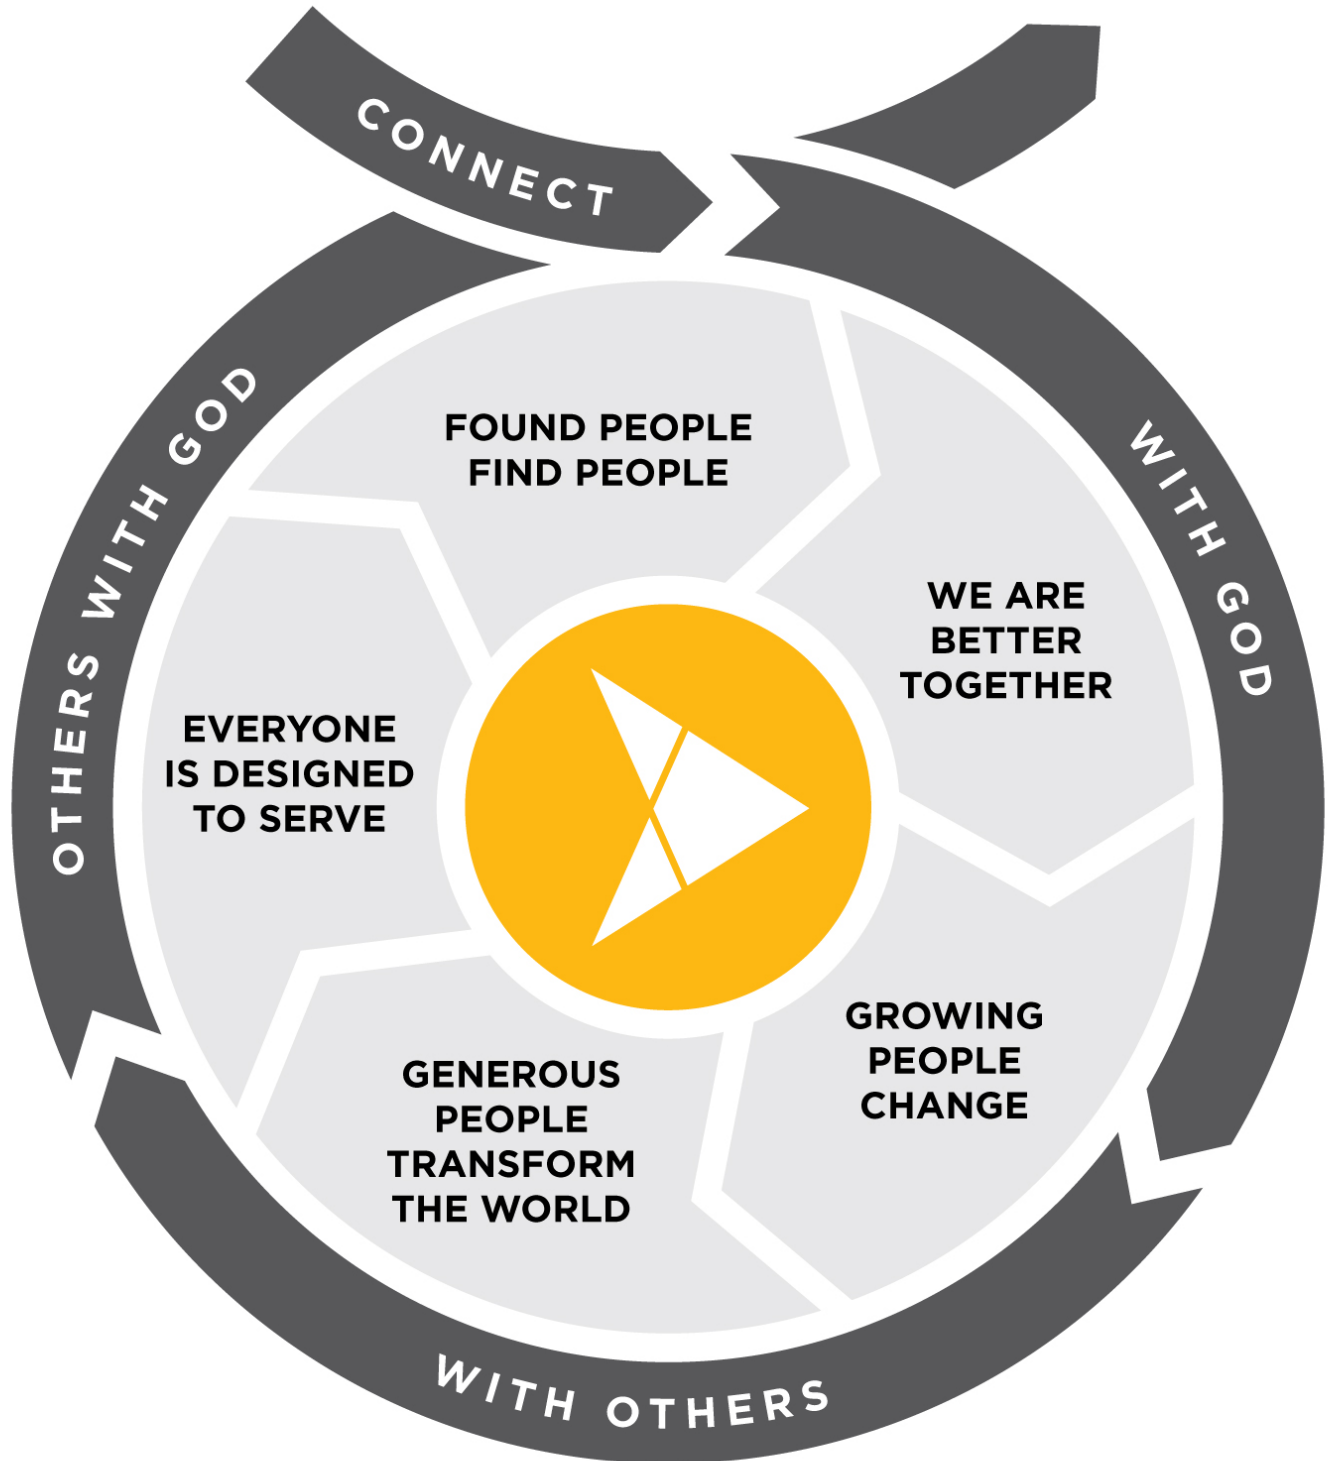 CONNECT
WITH GOD
WITH OTHERS
OTHERS WITH GOD
FOUND PEOPLE
FIND PEOPLE
WE ARE
BETTER
TOGETHER
GROWING
PEOPLE
CHANGE
GENEROUS
PEOPLE
TRANSFORM
THE WORLD
EVERYONE
IS DESIGNED
TO SERVE